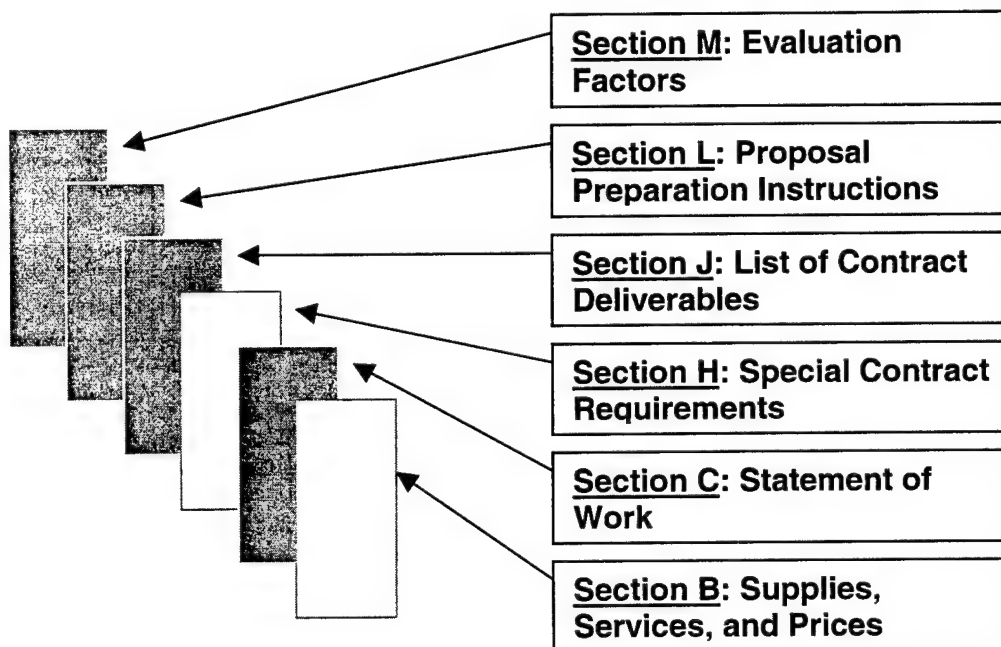 Section M: Evaluation
Factors
Section L: Proposal
Preparation Instructions
Section J: List of Contract
Deliverables
Section H: Special Contract
Requirements
Section C: Statement of
Work
Section B: Supplies,
Services, and Prices